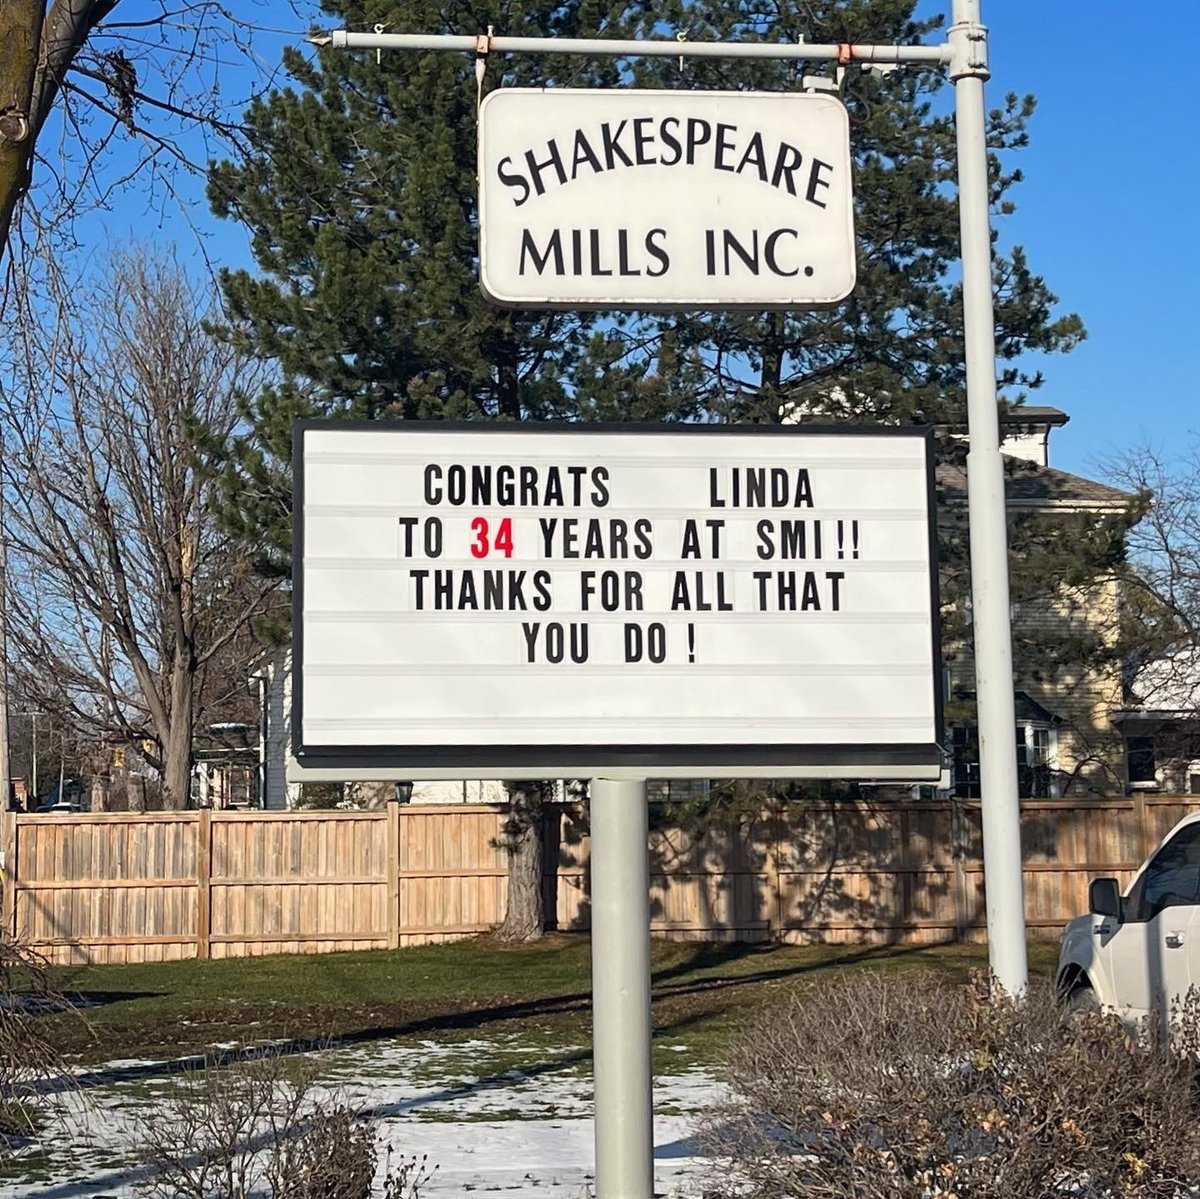 SHAKESPEARE
MILLS INC.
CONGRATS LINDA
TO 34 YEARS AT SMI!!
THANKS FOR ALL THAT
YOU DO!